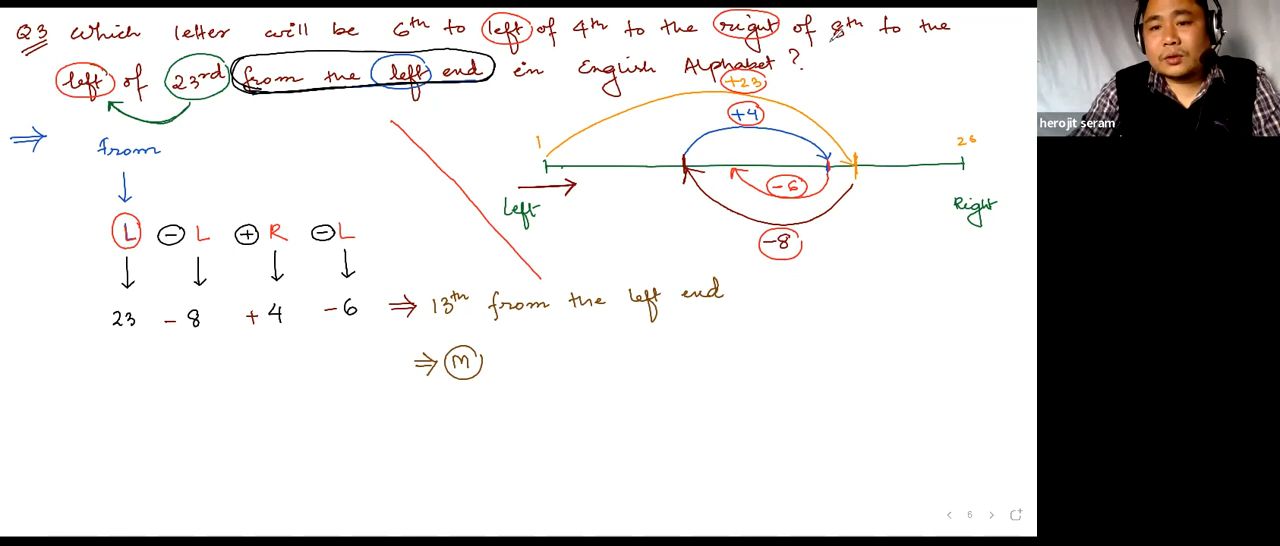 Q3 Which letter will be 6th to left of 4th to the right of 8th to the
left of 23rd from the left end in English Alphabet?
+23
+4
⇒ from
1
26
-6
Left
Right
L - L + R - L
-8
23 - 8 + 4 - 6 ⇒ 13th from the left end
⇒ M
herojit seram
< 6 >